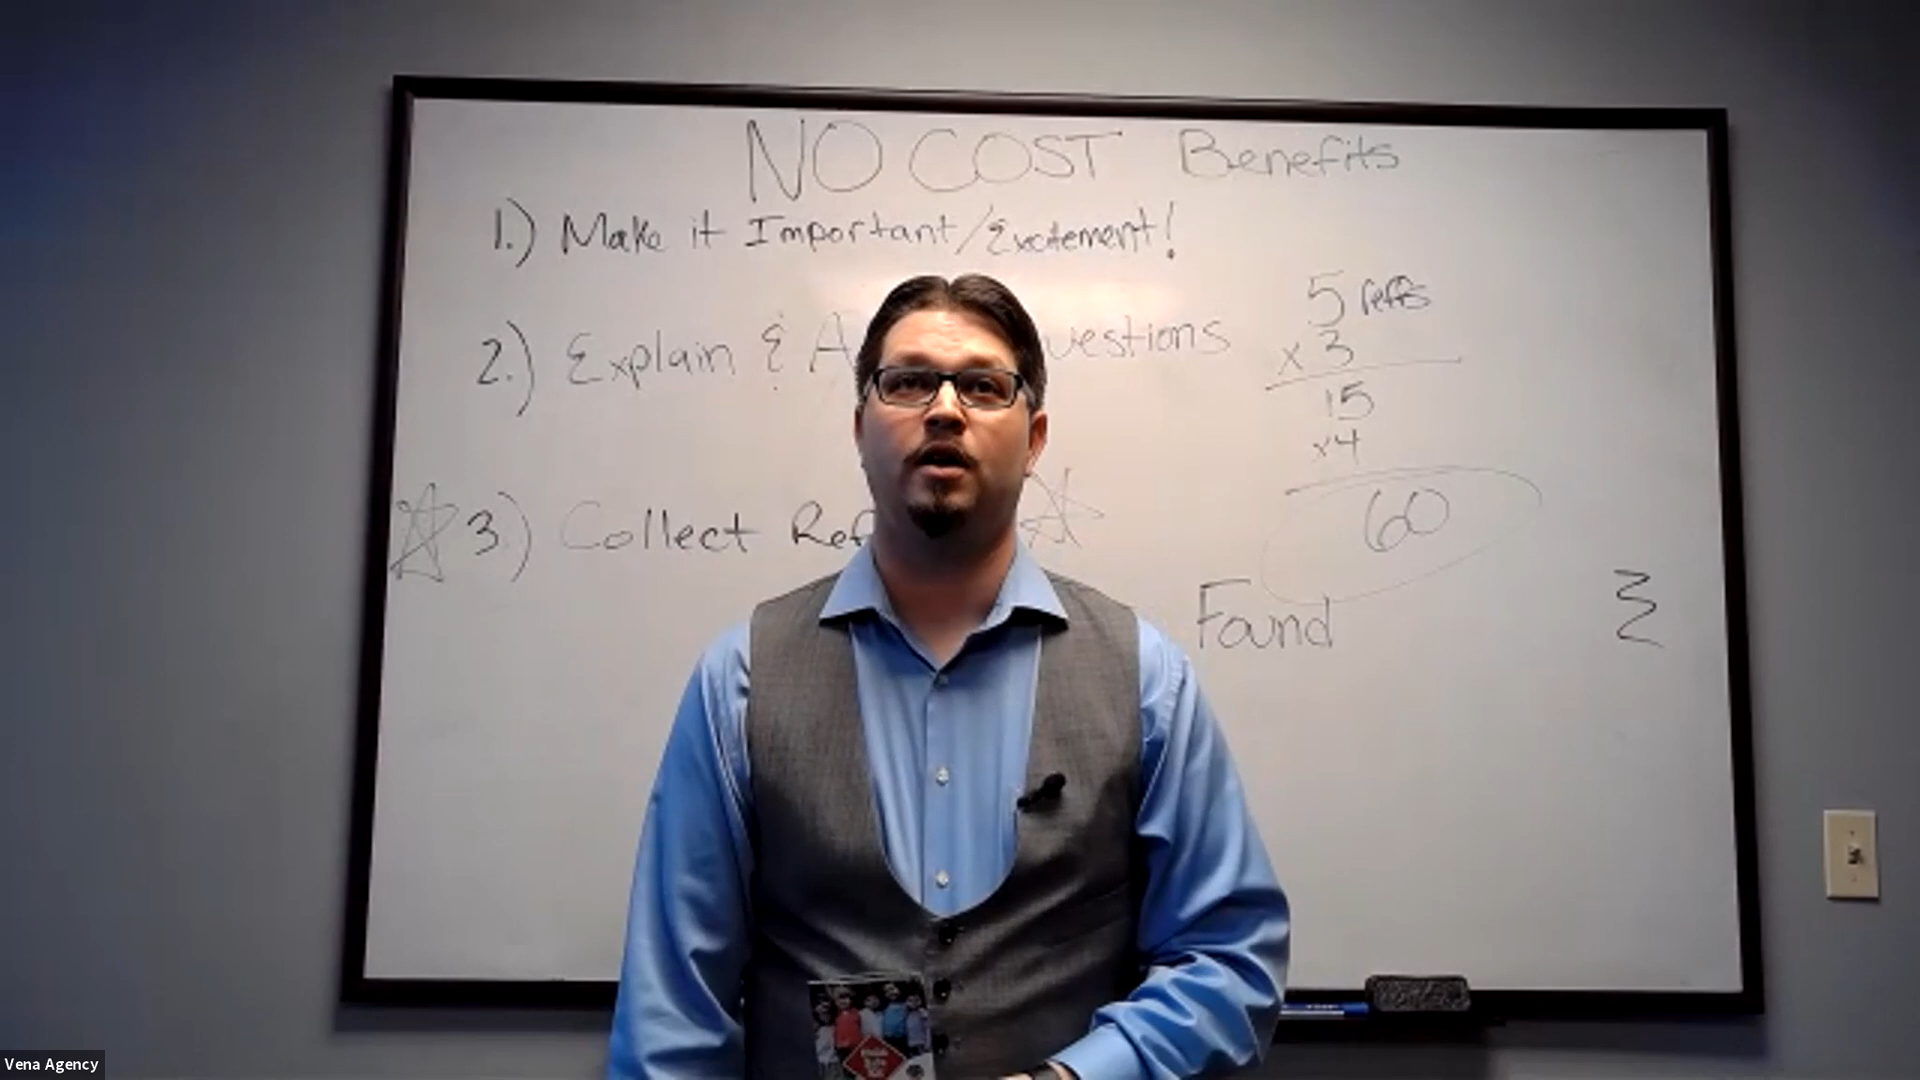 NO COST Benefits
1.) Make it Important/Excitement!
2.) Explain & A uestions
3.) Collect Ref
5 reffs
x 3
15
x4
60
Found
Vena Agency